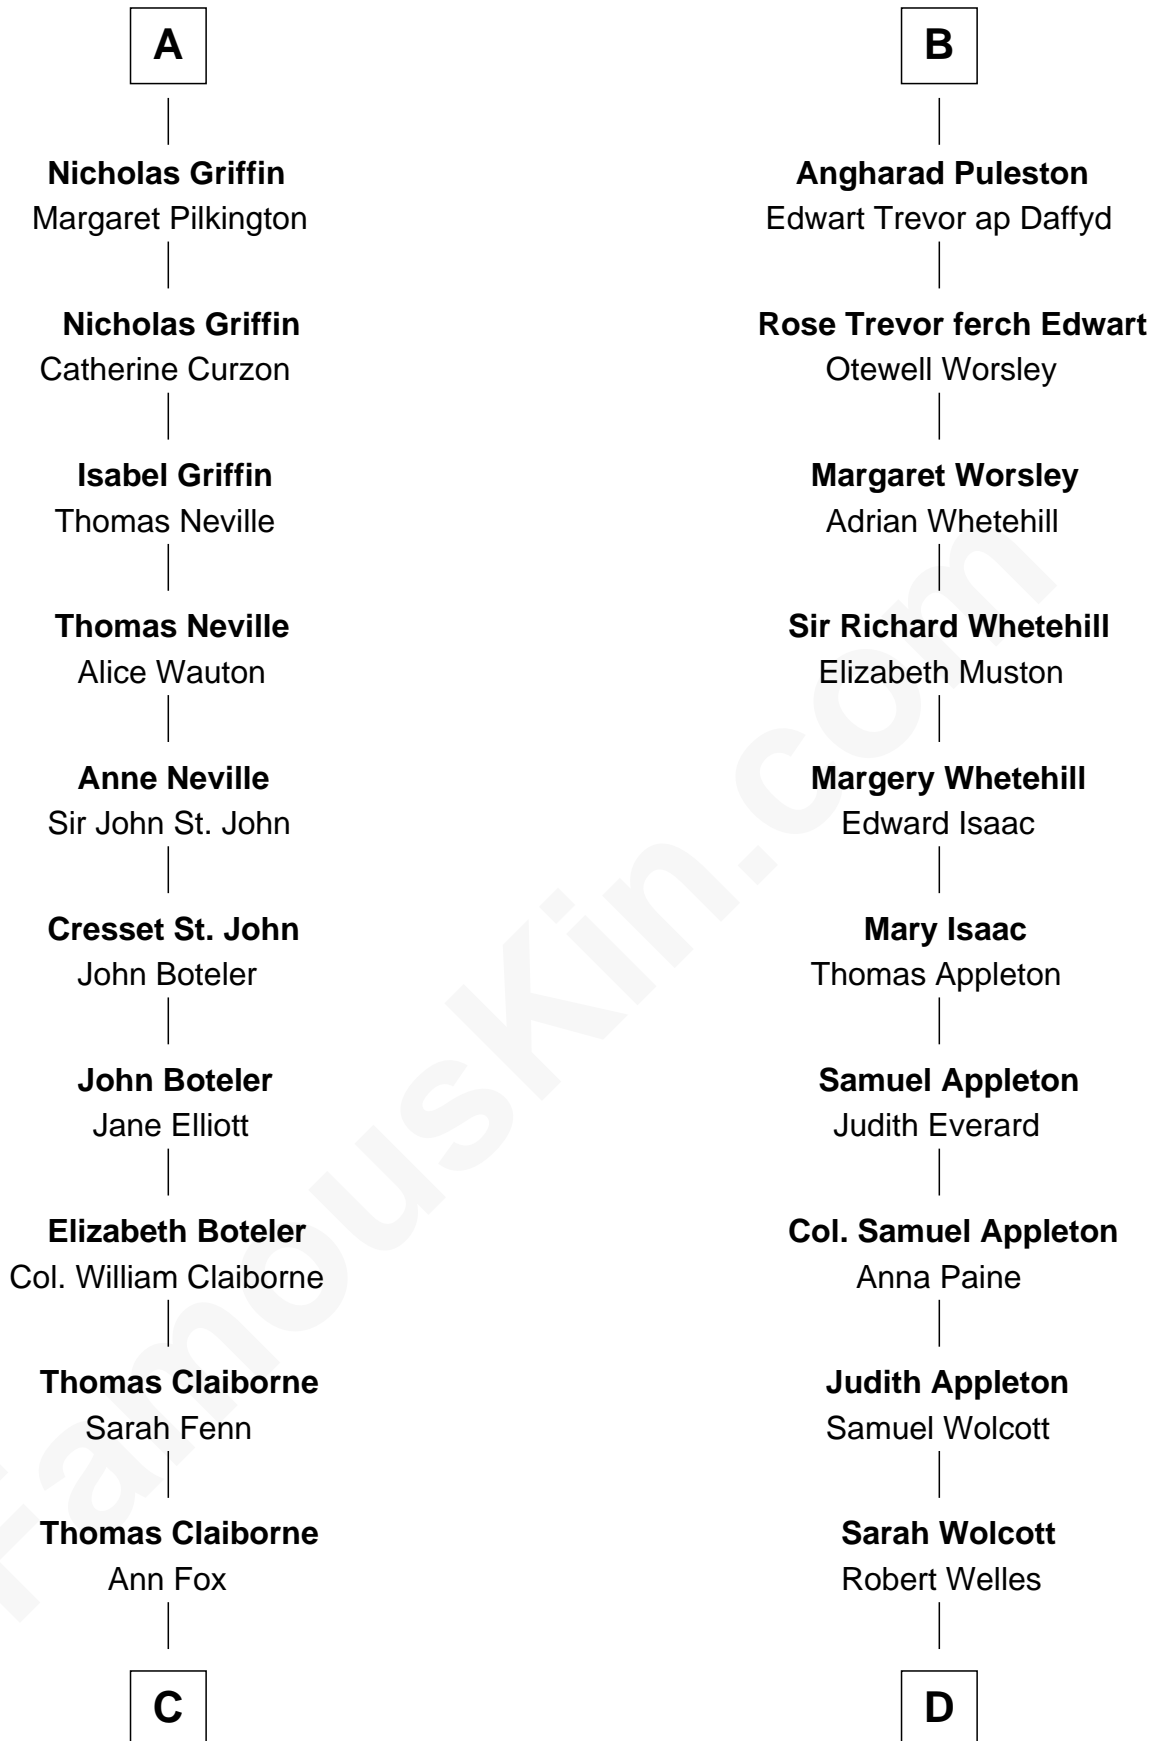 A
Nicholas Griffin
Margaret Pilkington
Nicholas Griffin
Catherine Curzon
Isabel Griffin
Thomas Neville
Thomas Neville
Alice Wauton
Anne Neville
Sir John St. John
Cresset St. John
John Boteler
John Boteler
Jane Elliott
Elizabeth Boteler
Col. William Claiborne
Thomas Claiborne
Sarah Fenn
Thomas Claiborne
Ann Fox
C
B
Angharad Puleston
Edwart Trevor ap Daffyd
Rose Trevor ferch Edwart
Otewell Worsley
Margaret Worsley
Adrian Whetehill
Sir Richard Whetehill
Elizabeth Muston
Margery Whetehill
Edward Isaac
Mary Isaac
Thomas Appleton
Samuel Appleton
Judith Everard
Col. Samuel Appleton
Anna Paine
Judith Appleton
Samuel Wolcott
Sarah Wolcott
Robert Welles
D
FamousKin.com